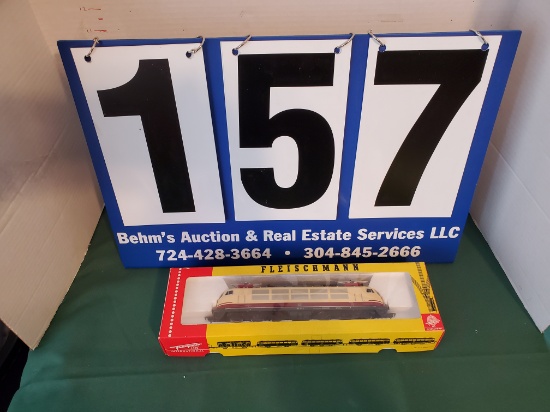 157
Behm's Auction & Real Estate Services LLC
724-428-3664 • 304-845-2666
FLEISCHMANN